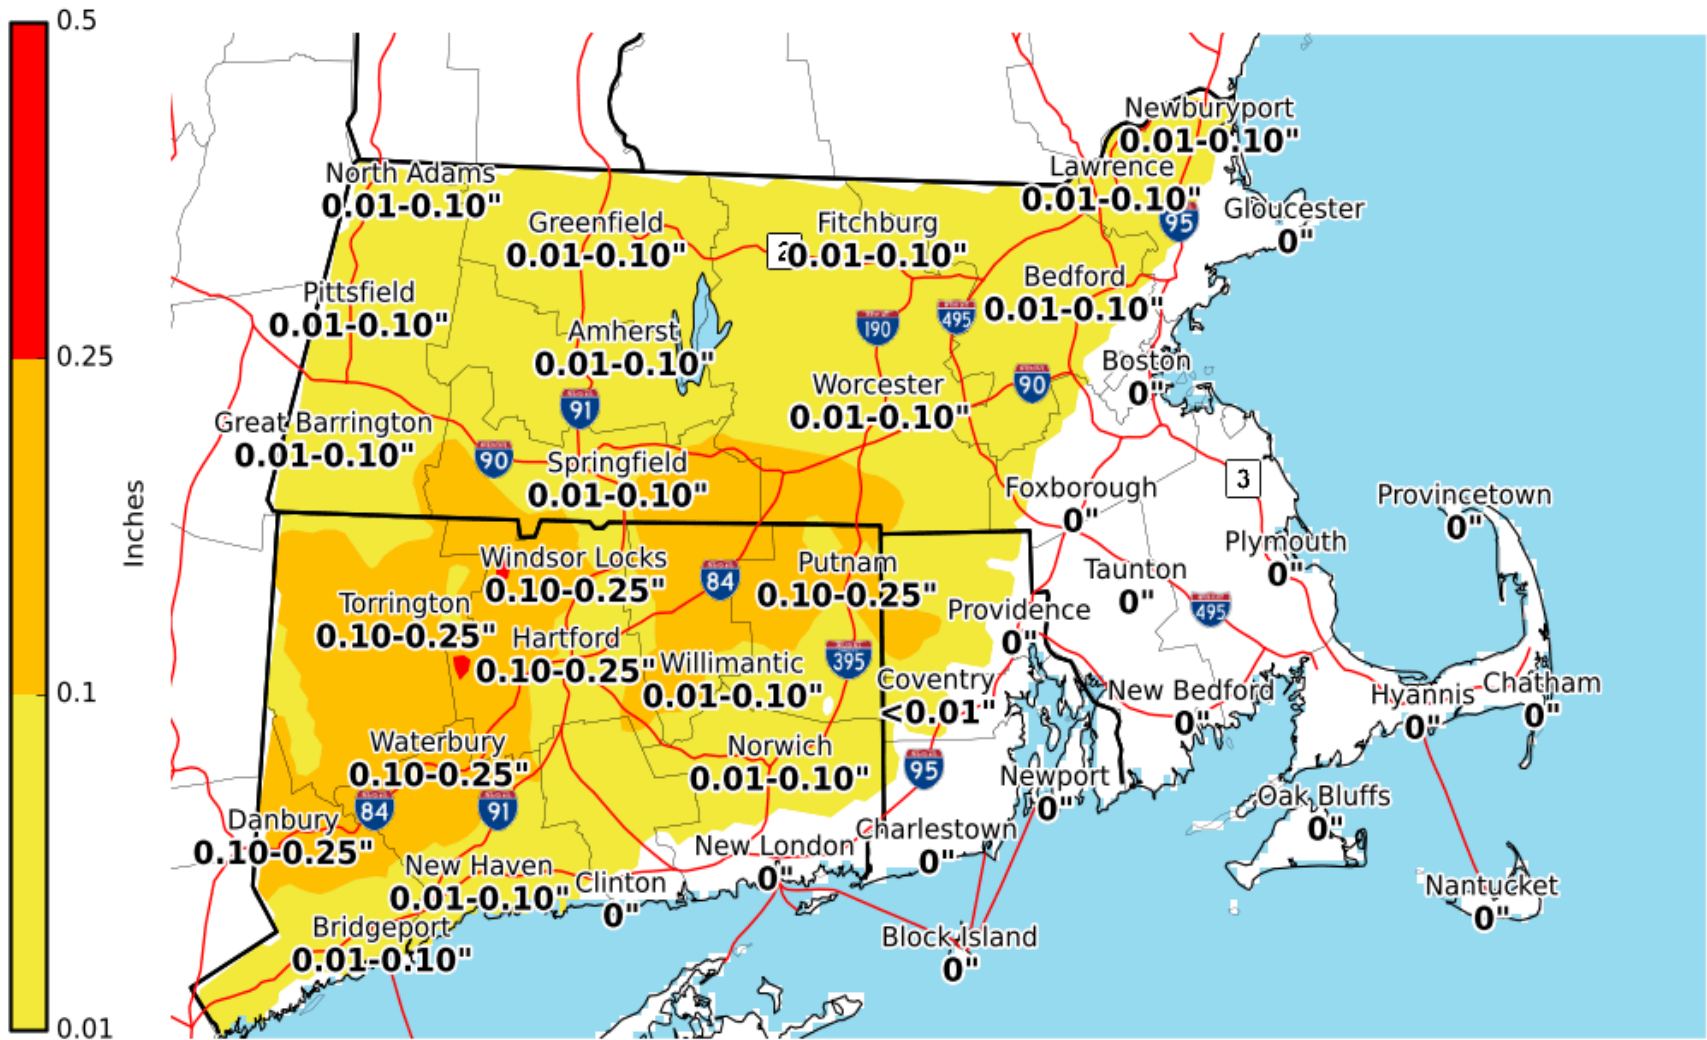 0.5
Newburyport
0.01-0.10"
North Adams
0.01-0.10"
Lawrence
0.01-0.10"
95
Greenfield
0.01-0.10"
Fitchburg
0.01-0.10"
2
Gloucester
0"
Pittsfield
0.01-0.10"
Bedford
0.01-0.10"
Amherst
0.01-0.10"
190
495
0.25
Boston
0"
Worcester
0.01-0.10"
90
91
Great Barrington
0.01-0.10"
90
Springfield
0.01-0.10"
Foxborough
0"
3
Provincetown
0"
Inches
Plymouth
0"
Windsor Locks
0.10-0.25"
84
Putnam
0.10-0.25"
Taunton
0"
495
Torrington
0.10-0.25"
Hartford
0.10-0.25"
Providence
0"
395
Willimantic
0.01-0.10"
Coventry
<0.01"
New Bedford
0"
Hyannis
0"
Chatham
0"
0.1
Waterbury
0.10-0.25"
Norwich
0.01-0.10"
95
Newport
0"
84
91
Oak Bluffs
0"
Danbury
0.10-0.25"
New London
0"
Charlestown
0"
New Haven
0.01-0.10"
Clinton
0"
Nantucket
0"
Bridgeport
0.01-0.10"
Block Island
0"
0.01